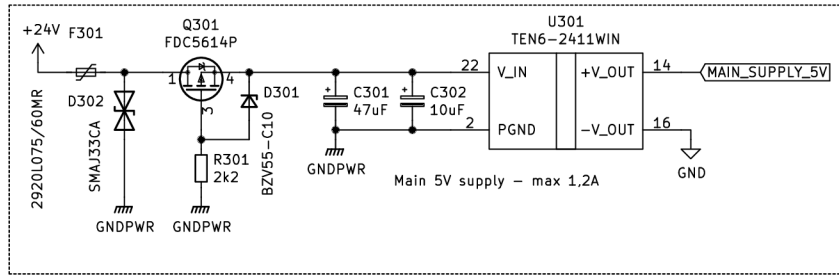 +24V
F301
2920L075/60MR
D302
SMAJ33CA
GNDPWR
Q301
FDC5614P
1
4
3
R301
2k2
GNDPWR
D301
BZV55-C10
C301
47uF
GNDPWR
C302
10uF
U301
TEN6-2411WIN
22
V_IN
2
PGND
+V_OUT
14
MAIN_SUPPLY_5V
-V_OUT
16
GND
Main 5V supply - max 1,2A